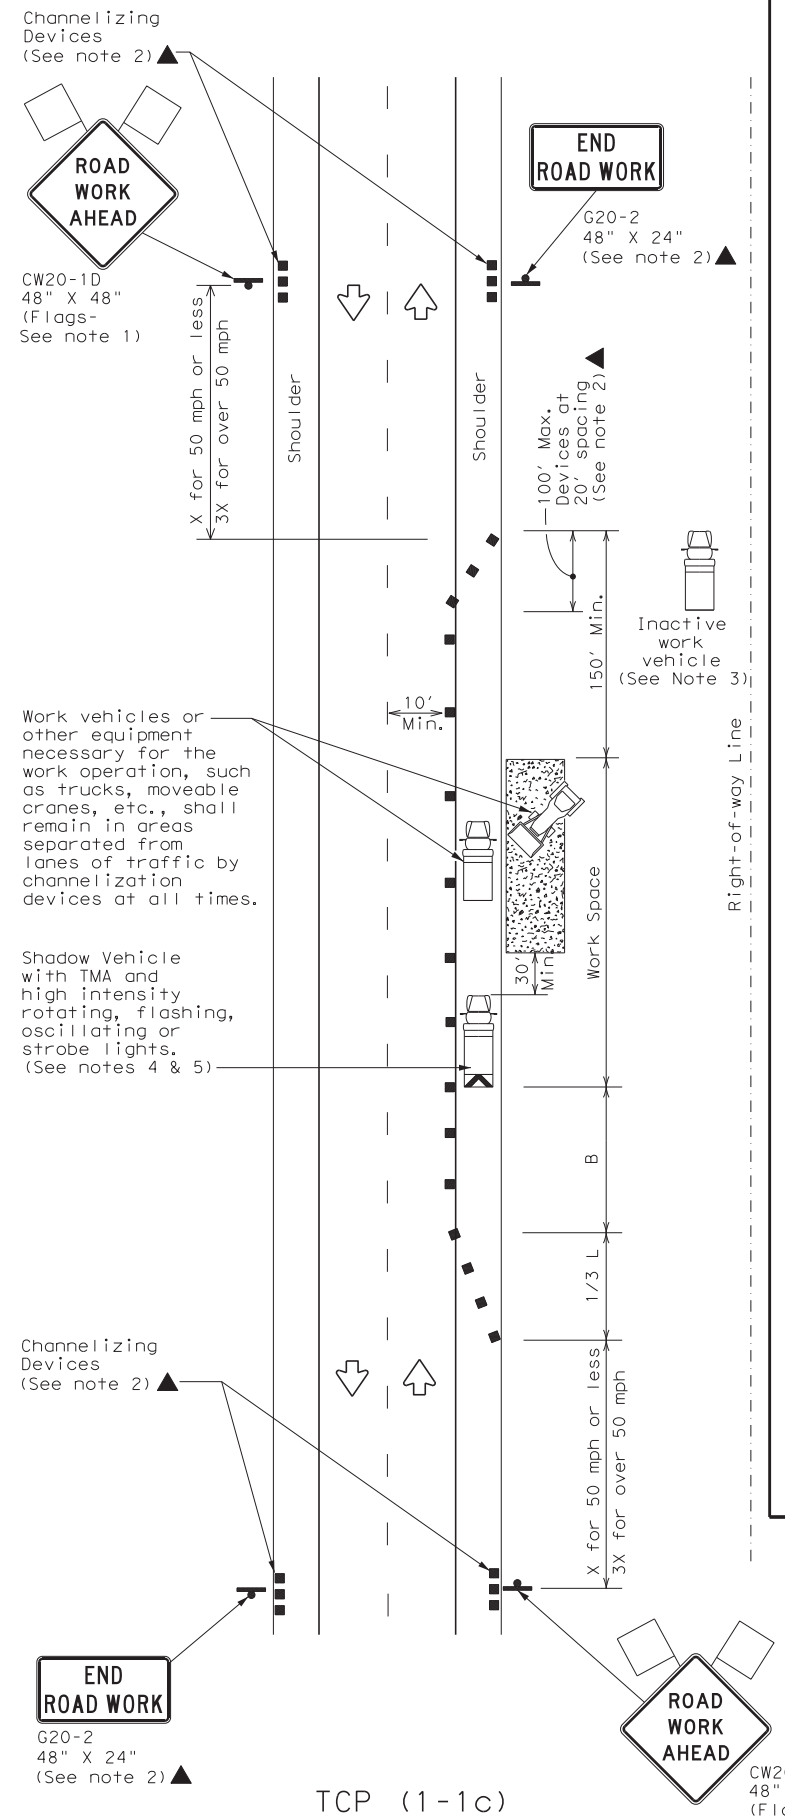 Channelizing
Devices
(See note 2)
ROAD
WORK
AHEAD
CW20-1D
48" X 48"
(Flags-
See note 1)
END
ROAD WORK
G20-2
48" X 24"
(See note 2)
X for 50 mph or less
3X for over 50 mph
Shoulder
Shoulder
100' Max.
Devices at
20' spacing
(See note 2)
150' Min.
Inactive
work
vehicle
(See Note 3)
10'
Min.
Work vehicles or
other equipment
necessary for the
work operation, such
as trucks, moveable
cranes, etc., shall
remain in areas
separated from
lanes of traffic by
channelization
devices at all times.
Right-of-way Line
Work Space
30'
Min.
Shadow Vehicle
with TMA and
high intensity
rotating, flashing,
oscillating or
strobe lights.
(See notes 4 & 5)
B
1/3 L
Channelizing
Devices
(See note 2)
X for 50 mph or less
3X for over 50 mph
END
ROAD WORK
G20-2
48" X 24"
(See note 2)
ROAD
WORK
AHEAD
48"
TCP (1-1c)